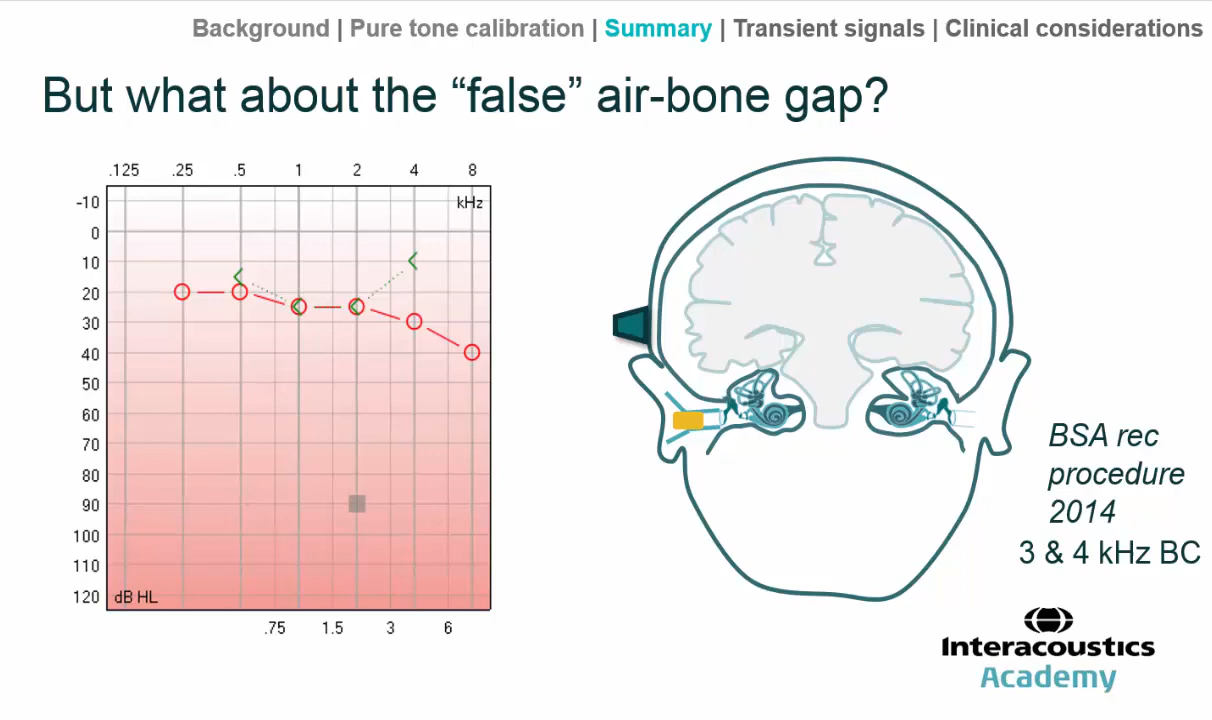 Background | Pure tone calibration | Summary | Transient signals | Clinical considerations
But what about the “false” air-bone gap?
.125 .25 .5 1 2 4 8
kHz
-10
0
10
20
30
40
50
60
70
80
90
100
110
120
dB HL
.75 1.5 3 6
BSA rec
procedure
2014
3 & 4 kHz BC
Interacoustics
Academy